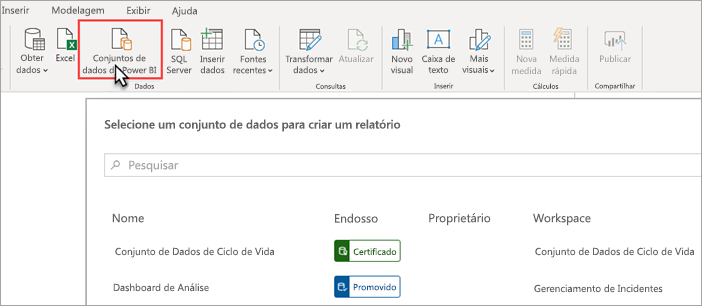 Inserir Modelagem Exibir Ajuda
Obter dados
Excel
Conjuntos de dados do Power BI
SQL Server
Inserir dados
Fontes recentes
Transformar dados
Atualizar
Novo visual
Caixa de texto
Mais visuais
Nova medida
Medida rápida
Publicar
Dados
Consultas
Inserir
Cálculos
Compartilhar
Selecione um conjunto de dados para criar um relatório
Pesquisar
Nome Endosso Proprietário Workspace
Conjunto de Dados de Ciclo de Vida Certificado Conjunto de Dados de Ciclo de Vida
Dashboard de Análise Promovido Gerenciamento de Incidentes